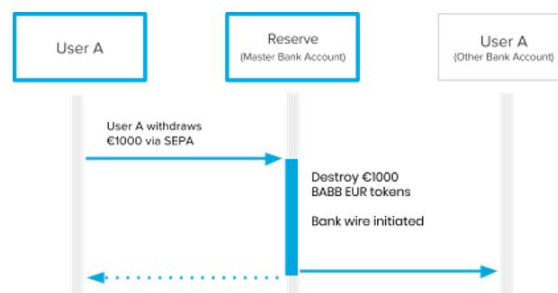 User A
Reserve
(Master Bank Account)
User A
(Other Bank Account)
User A withdraws
€1000 via SEPA
Destroy €1000
BABB EUR tokens
Bank wire initiated